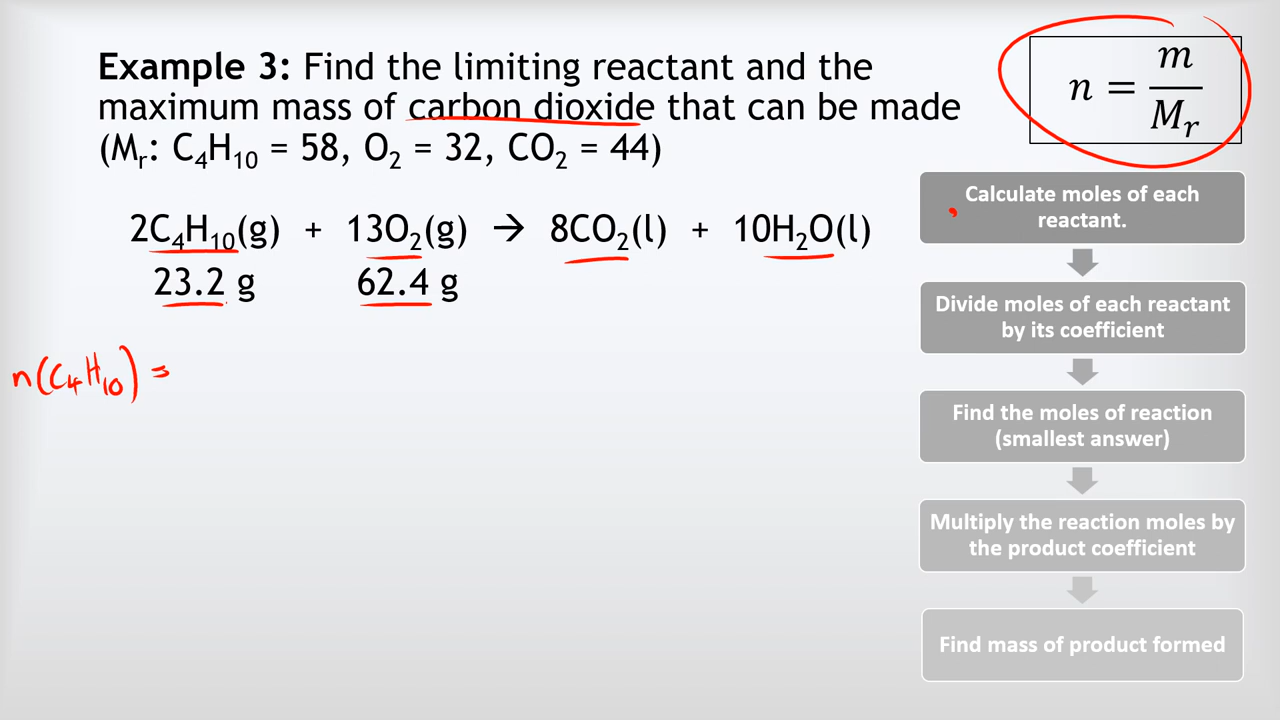 Example 3: Find the limiting reactant and the
maximum mass of carbon dioxide that can be made
(Mᵣ: C₄H₁₀ = 58, O₂ = 32, CO₂ = 44)
n = m / Mᵣ
2C₄H₁₀(g) + 13O₂(g) → 8CO₂(l) + 10H₂O(l)
23.2 g 62.4 g
n(C₄H₁₀) =
Calculate moles of each
reactant.
Divide moles of each reactant
by its coefficient
Find the moles of reaction
(smallest answer)
Multiply the reaction moles by
the product coefficient
Find mass of product formed